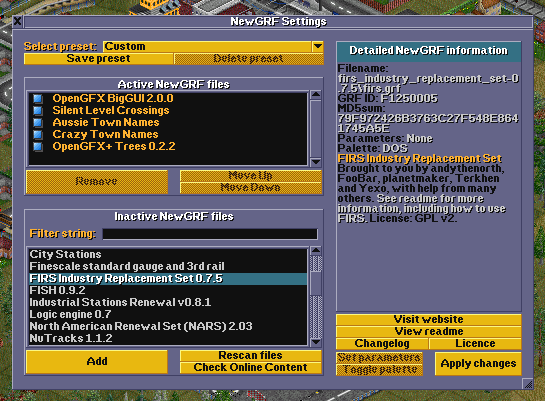 NewGRF Settings
Select preset: Custom
Save preset
Delete preset
Active NewGRF files
OpenGFX BigGUI 2.0.0
Silent Level Crossings
Aussie Town Names
Crazy Town Names
OpenGFX+ Trees 0.2.2
Remove
Move Up
Move Down
Inactive NewGRF files
Filter string:
City Stations
Finescale standard gauge and 3rd rail
FIRS Industry Replacement Set 0.7.5
FISH 0.9.2
Industrial Stations Renewal v0.8.1
Logic engine 0.7
North American Renewal Set (NARS) 2.03
NuTracks 1.1.2
Add
Rescan files
Check Online Content
Detailed NewGRF information
Filename:
firs_industry_replacement_set-0
.7.5\firs.grf
GRF ID: F1250005
MD5sum:
79F972426B3763C27F548E864
1745A5E
Parameters: None
Palette: DOS
FIRS Industry Replacement Set
Brought to you by andythenorth,
FooBar, planetmaker, Terkhen
and Yexo, with help from many
others. See readme for more
information, including how to use
FIRS. License: GPL v2.
Visit website
View readme
Changelog
Licence
Set parameters
Toggle palette
Apply changes